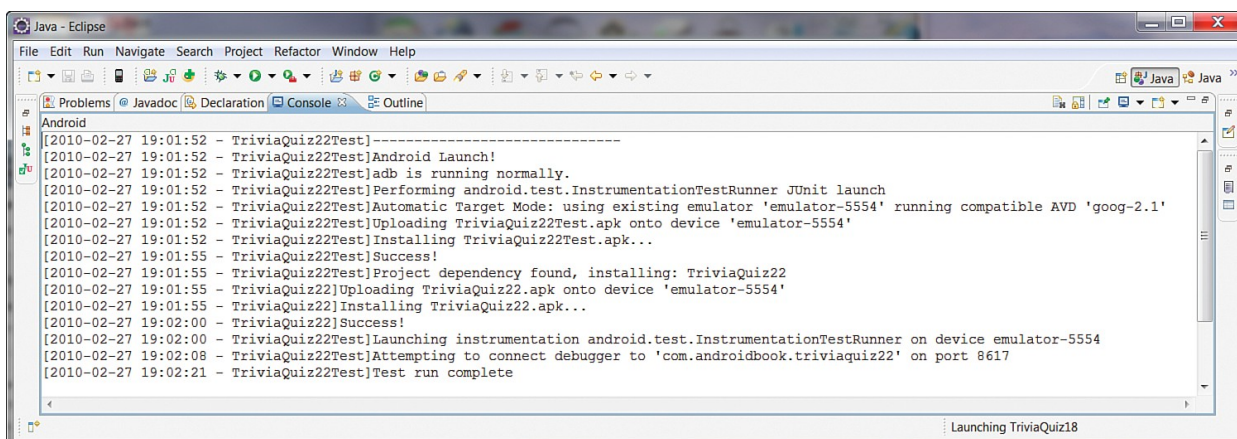 Java - Eclipse
File Edit Run Navigate Search Project Refactor Window Help
Java Java
Problems Javadoc Declaration Console Outline
Android
[2010-02-27 19:01:52 - TriviaQuiz22Test]------------------------------
[2010-02-27 19:01:52 - TriviaQuiz22Test]Android Launch!
[2010-02-27 19:01:52 - TriviaQuiz22Test]adb is running normally.
[2010-02-27 19:01:52 - TriviaQuiz22Test]Performing android.test.InstrumentationTestRunner JUnit launch
[2010-02-27 19:01:52 - TriviaQuiz22Test]Automatic Target Mode: using existing emulator 'emulator-5554' running compatible AVD 'goog-2.1'
[2010-02-27 19:01:52 - TriviaQuiz22Test]Uploading TriviaQuiz22Test.apk onto device 'emulator-5554'
[2010-02-27 19:01:52 - TriviaQuiz22Test]Installing TriviaQuiz22Test.apk...
[2010-02-27 19:01:55 - TriviaQuiz22Test]Success!
[2010-02-27 19:01:55 - TriviaQuiz22Test]Project dependency found, installing: TriviaQuiz22
[2010-02-27 19:01:55 - TriviaQuiz22]Uploading TriviaQuiz22.apk onto device 'emulator-5554'
[2010-02-27 19:01:55 - TriviaQuiz22]Installing TriviaQuiz22.apk...
[2010-02-27 19:02:00 - TriviaQuiz22]Success!
[2010-02-27 19:02:00 - TriviaQuiz22Test]Launching instrumentation android.test.InstrumentationTestRunner on device emulator-5554
[2010-02-27 19:02:08 - TriviaQuiz22Test]Attempting to connect debugger to 'com.androidbook.triviaquiz22' on port 8617
[2010-02-27 19:02:21 - TriviaQuiz22Test]Test run complete
Launching TriviaQuiz18